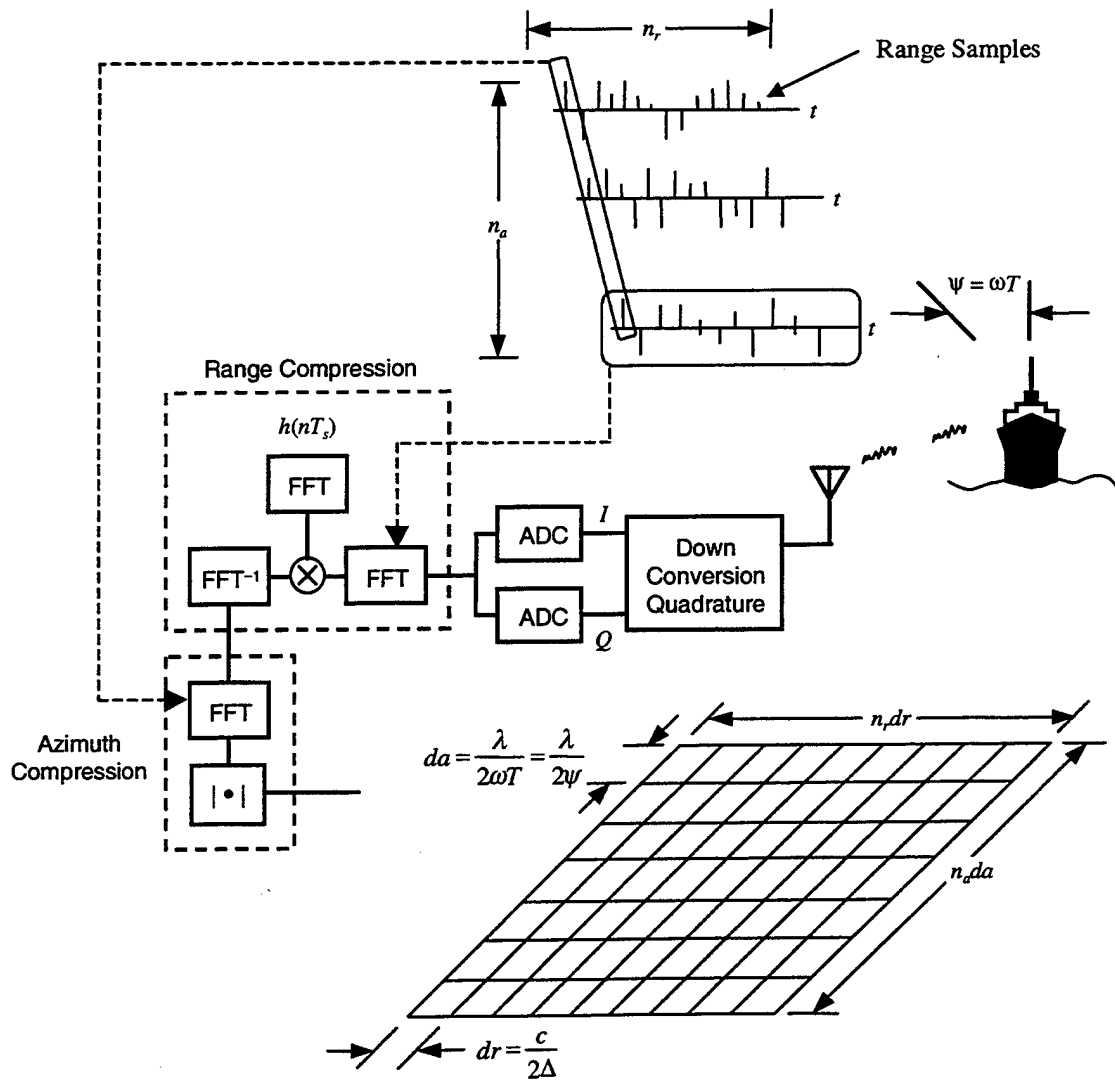 n_r
Range Samples
t
t
n_a
ψ = ωT
t
Range Compression
h(nT_s)
FFT
ADC
I
FFT⁻¹
FFT
Down
Conversion
Quadrature
ADC
Q
FFT
Azimuth
Compression
|•|
da = λ/2ωT = λ/2ψ
n_r dr
n_a da
dr = c/2Δ